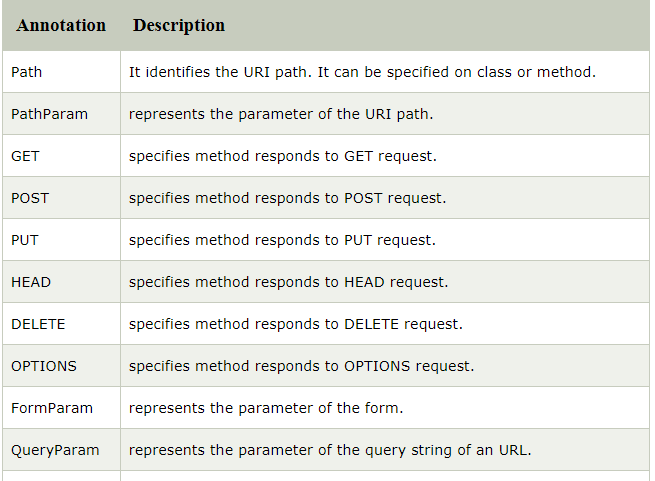 Annotation Description
Path It identifies the URI path. It can be specified on class or method.
PathParam represents the parameter of the URI path.
GET specifies method responds to GET request.
POST specifies method responds to POST request.
PUT specifies method responds to PUT request.
HEAD specifies method responds to HEAD request.
DELETE specifies method responds to DELETE request.
OPTIONS specifies method responds to OPTIONS request.
FormParam represents the parameter of the form.
QueryParam represents the parameter of the query string of an URL.